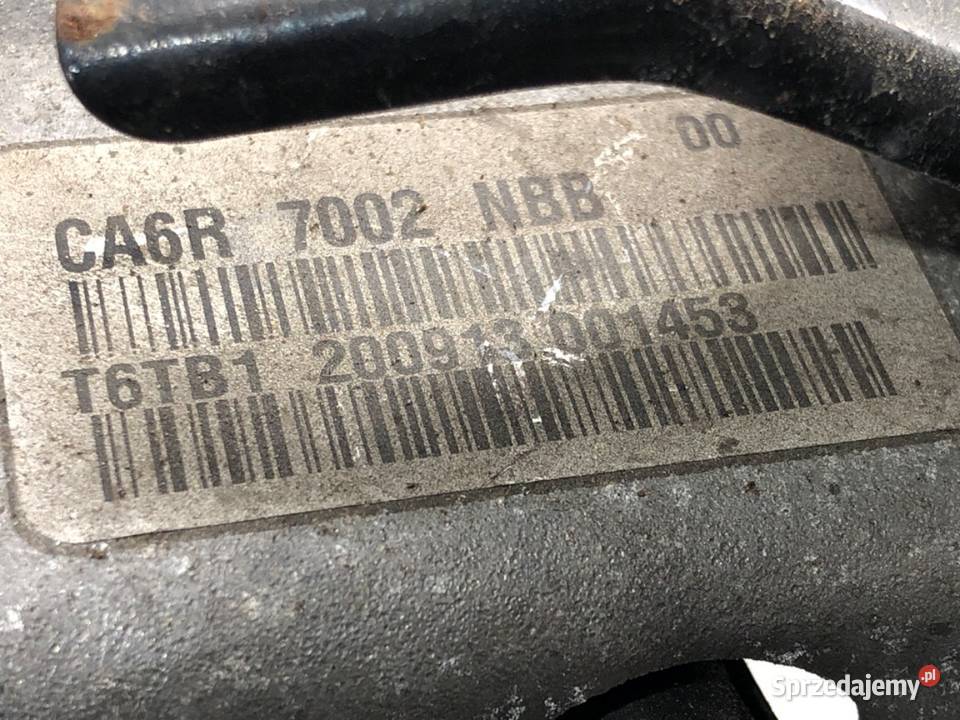 00
CA6R 7002 NBB
T6TB1 200913 001453
Sprzedajemy.pl